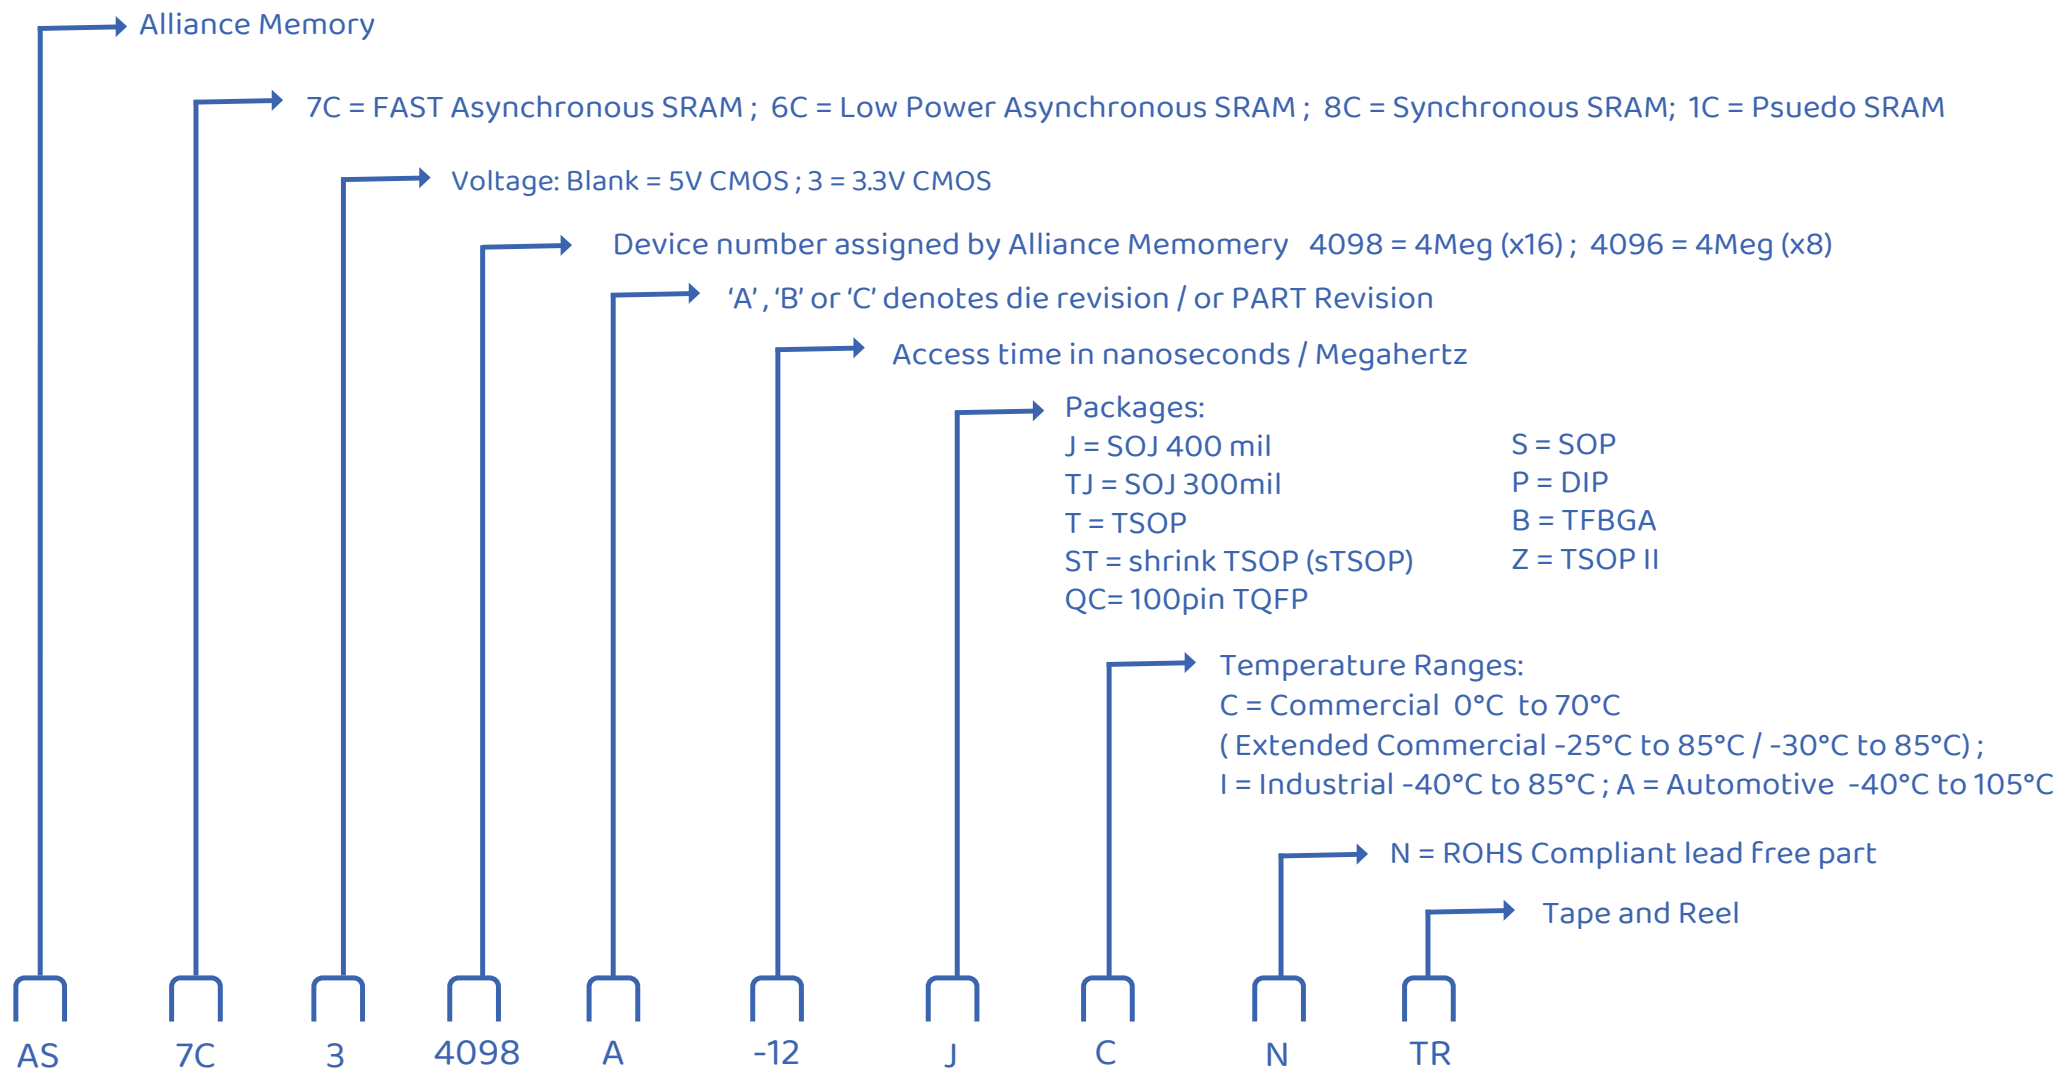 Alliance Memory
7C = FAST Asynchronous SRAM ; 6C = Low Power Asynchronous SRAM ; 8C = Synchronous SRAM; 1C = Psuedo SRAM
Voltage: Blank = 5V CMOS ; 3 = 3.3V CMOS
Device number assigned by Alliance Memomery 4098 = 4Meg (x16) ; 4096 = 4Meg (x8)
‘A’ , ‘B’ or ‘C’ denotes die revision / or PART Revision
Access time in nanoseconds / Megahertz
Packages:
J = SOJ 400 mil
TJ = SOJ 300mil
T = TSOP
ST = shrink TSOP (sTSOP)
QC= 100pin TQFP
S = SOP
P = DIP
B = TFBGA
Z = TSOP II
Temperature Ranges:
C = Commercial 0°C to 70°C
( Extended Commercial -25°C to 85°C / -30°C to 85°C) ;
I = Industrial -40°C to 85°C ; A = Automotive -40°C to 105°C
N = ROHS Compliant lead free part
Tape and Reel
AS 7C 3 4098 A -12 J C N TR